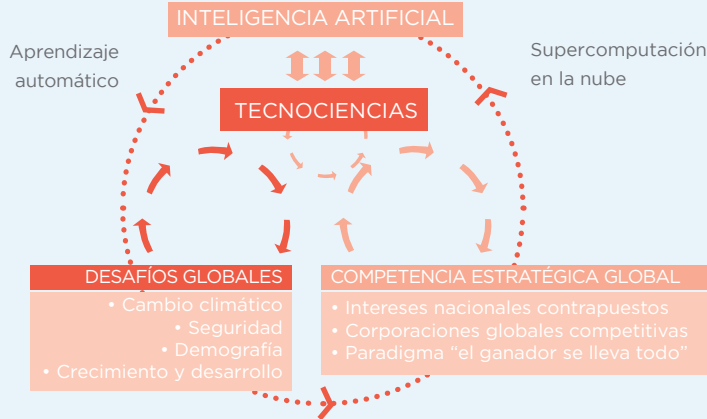 INTELIGENCIA ARTIFICIAL
Aprendizaje
automático
Supercomputación
en la nube
TECNOCIENCIAS
DESAFÍOS GLOBALES
• Cambio climático
• Seguridad
• Demografía
• Crecimiento y desarrollo
COMPETENCIA ESTRATÉGICA GLOBAL
• Intereses nacionales contrapuestos
• Corporaciones globales competitivas
• Paradigma “el ganador se lleva todo”